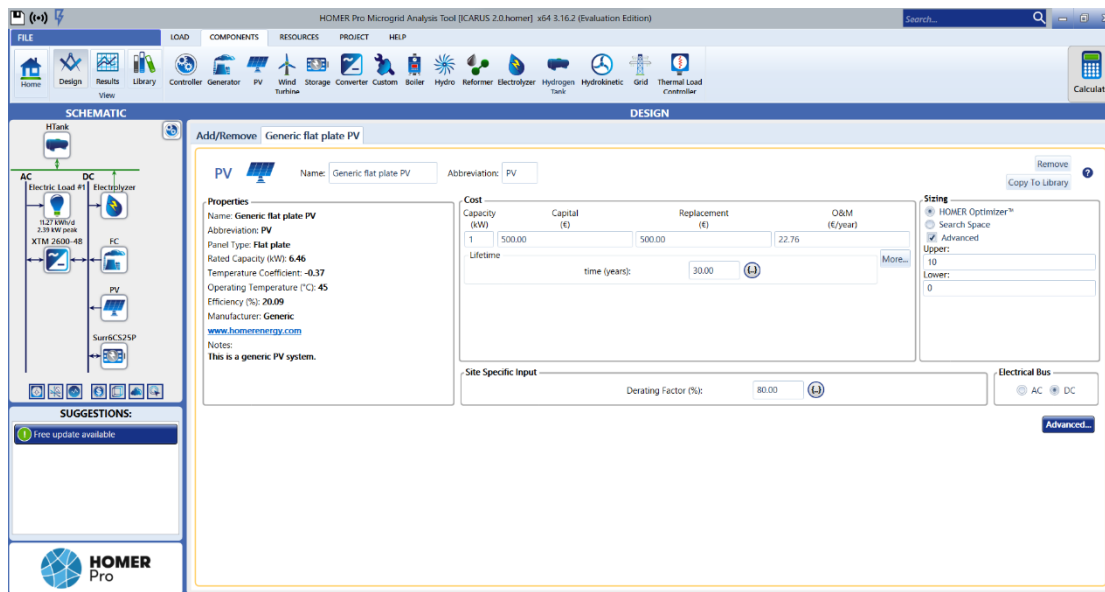 HOMER Pro Microgrid Analysis Tool [ICARUS 2.0.homer] x64 3.16.2 (Evaluation Edition)
Search...
FILE
LOAD COMPONENTS RESOURCES PROJECT HELP
Home
Design
Results
Library
View
Controller
Generator
PV
Wind
Turbine
Storage
Converter
Custom
Boiler
Hydro
Reformer
Electrolyzer
Hydrogen
Tank
Hydrokinetic
Grid
Thermal Load
Controller
Calculat
SCHEMATIC
DESIGN
HTank
AC
DC
Electric Load #1
Electrolyzer
11.27 kWh/d
2.39 kW peak
XTM 2600-48
FC
PV
Surr6CS25P
SUGGESTIONS:
Free update available
HOMER
Pro
Add/Remove
Generic flat plate PV
PV
Name: Generic flat plate PV
Abbreviation: PV
Remove
Copy To Library
Properties
Name: Generic flat plate PV
Abbreviation: PV
Panel Type: Flat plate
Rated Capacity (kW): 6.46
Temperature Coefficient: -0.37
Operating Temperature (°C): 45
Efficiency (%): 20.09
Manufacturer: Generic
www.homerenergy.com
Notes:
This is a generic PV system.
Cost
Capacity
(kW)
Capital
(€)
Replacement
(€)
O&M
(€/year)
1 500.00 500.00 22.76
Lifetime
time (years): 30.00
More...
Sizing
HOMER Optimizer™
Search Space
Advanced
Upper:
10
Lower:
0
Site Specific Input
Derating Factor (%): 80.00
Electrical Bus
AC DC
Advanced...